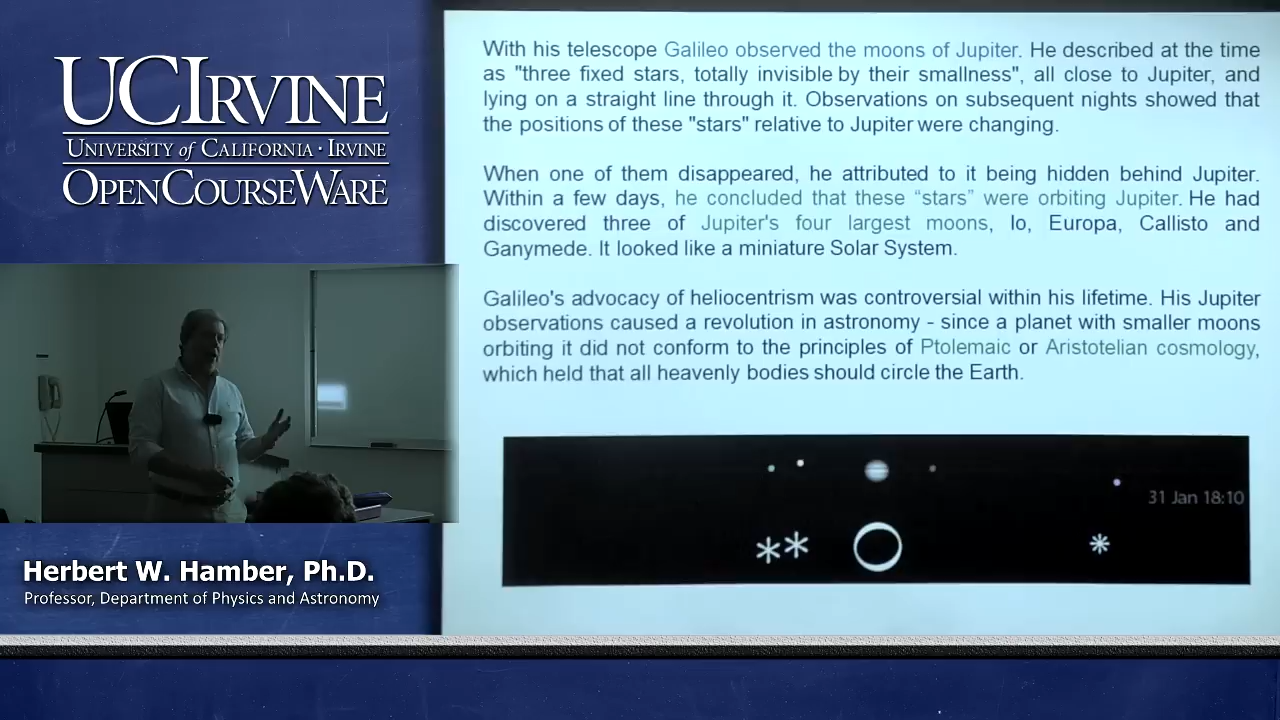 UCIRVINE
UNIVERSITY of CALIFORNIA · IRVINE
OPENCOURSEWARE
With his telescope Galileo observed the moons of Jupiter. He described at the time
as "three fixed stars, totally invisible by their smallness", all close to Jupiter, and
lying on a straight line through it. Observations on subsequent nights showed that
the positions of these "stars" relative to Jupiter were changing.
When one of them disappeared, he attributed to it being hidden behind Jupiter.
Within a few days, he concluded that these “stars” were orbiting Jupiter. He had
discovered three of Jupiter's four largest moons, Io, Europa, Callisto and
Ganymede. It looked like a miniature Solar System.
Galileo's advocacy of heliocentrism was controversial within his lifetime. His Jupiter
observations caused a revolution in astronomy - since a planet with smaller moons
orbiting it did not conform to the principles of Ptolemaic or Aristotelian cosmology,
which held that all heavenly bodies should circle the Earth.
31 Jan 18:10
Herbert W. Hamber, Ph.D.
Professor, Department of Physics and Astronomy